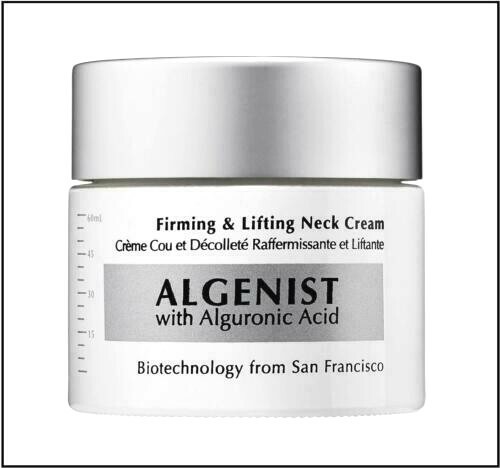 Firming & Lifting Neck Cream
Crème Cou et Décolleté Raffermissante et Liftante
ALGENIST
with Alguronic Acid
Biotechnology from San Francisco
60mL
45
30
15